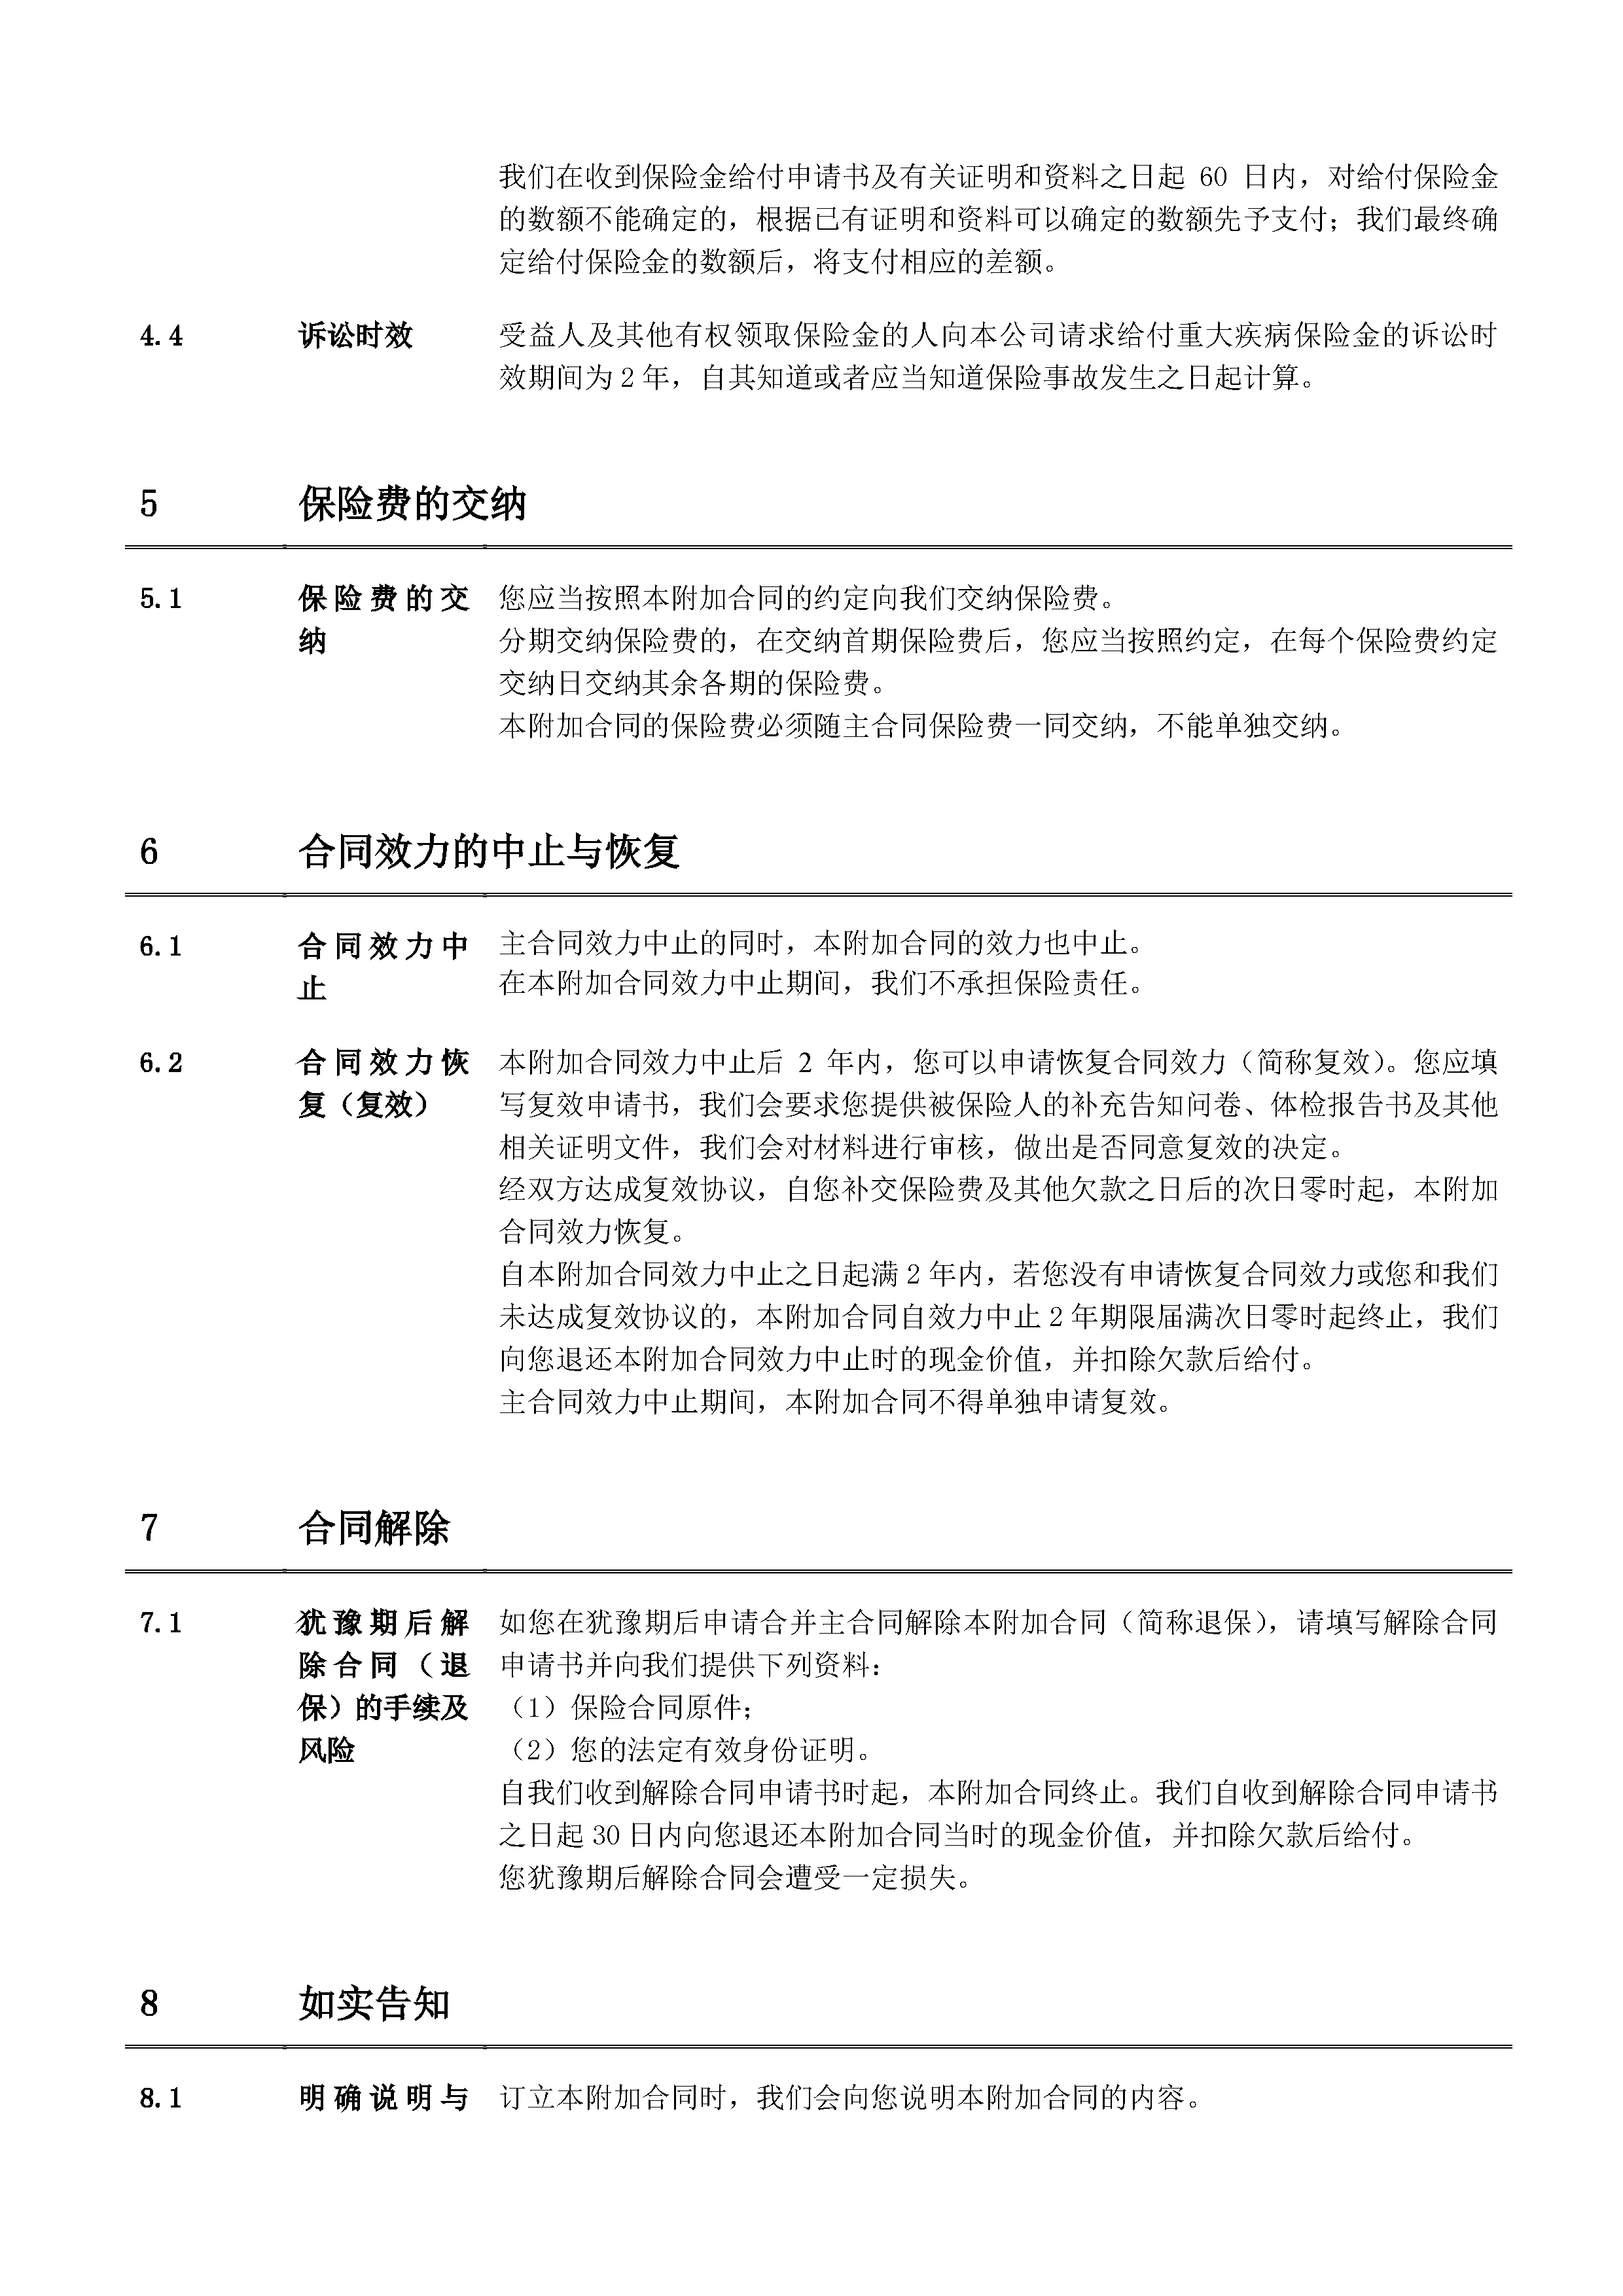 我们在收到保险金给付申请书及有关证明和资料之日起 60 日内，对给付保险金
的数额不能确定的，根据已有证明和资料可以确定的数额先予支付；我们最终确
定给付保险金的数额后，将支付相应的差额。
4.4 诉讼时效 受益人及其他有权领取保险金的人向本公司请求给付重大疾病保险金的诉讼时
效期间为 2 年，自其知道或者应当知道保险事故发生之日起计算。
5 保险费的交纳
5.1 保险费的交 您应当按照本附加合同的约定向我们交纳保险费。
纳 分期交纳保险费的，在交纳首期保险费后，您应当按照约定，在每个保险费约定
交纳日交纳其余各期的保险费。
本附加合同的保险费必须随主合同保险费一同交纳，不能单独交纳。
6 合同效力的中止与恢复
6.1 合同效力中 主合同效力中止的同时，本附加合同的效力也中止。
止 在本附加合同效力中止期间，我们不承担保险责任。
6.2 合同效力恢 本附加合同效力中止后 2 年内，您可以申请恢复合同效力（简称复效）。您应填
复（复效） 写复效申请书，我们会要求您提供被保险人的补充告知问卷、体检报告书及其他
相关证明文件，我们会对材料进行审核，做出是否同意复效的决定。
经双方达成复效协议，自您补交保险费及其他欠款之日后的次日零时起，本附加
合同效力恢复。
自本附加合同效力中止之日起满 2 年内，若您没有申请恢复合同效力或您和我们
未达成复效协议的，本附加合同自效力中止 2 年期限届满次日零时起终止，我们
向您退还本附加合同效力中止时的现金价值，并扣除欠款后给付。
主合同效力中止期间，本附加合同不得单独申请复效。
7 合同解除
7.1 犹豫期后解 如您在犹豫期后申请合并主合同解除本附加合同（简称退保），请填写解除合同
除合同（退 申请书并向我们提供下列资料：
保）的手续及 （1）保险合同原件；
风险 （2）您的法定有效身份证明。
自我们收到解除合同申请书时起，本附加合同终止。我们自收到解除合同申请书
之日起 30 日内向您退还本附加合同当时的现金价值，并扣除欠款后给付。
您犹豫期后解除合同会遭受一定损失。
8 如实告知
8.1 明确说明与 订立本附加合同时，我们会向您说明本附加合同的内容。